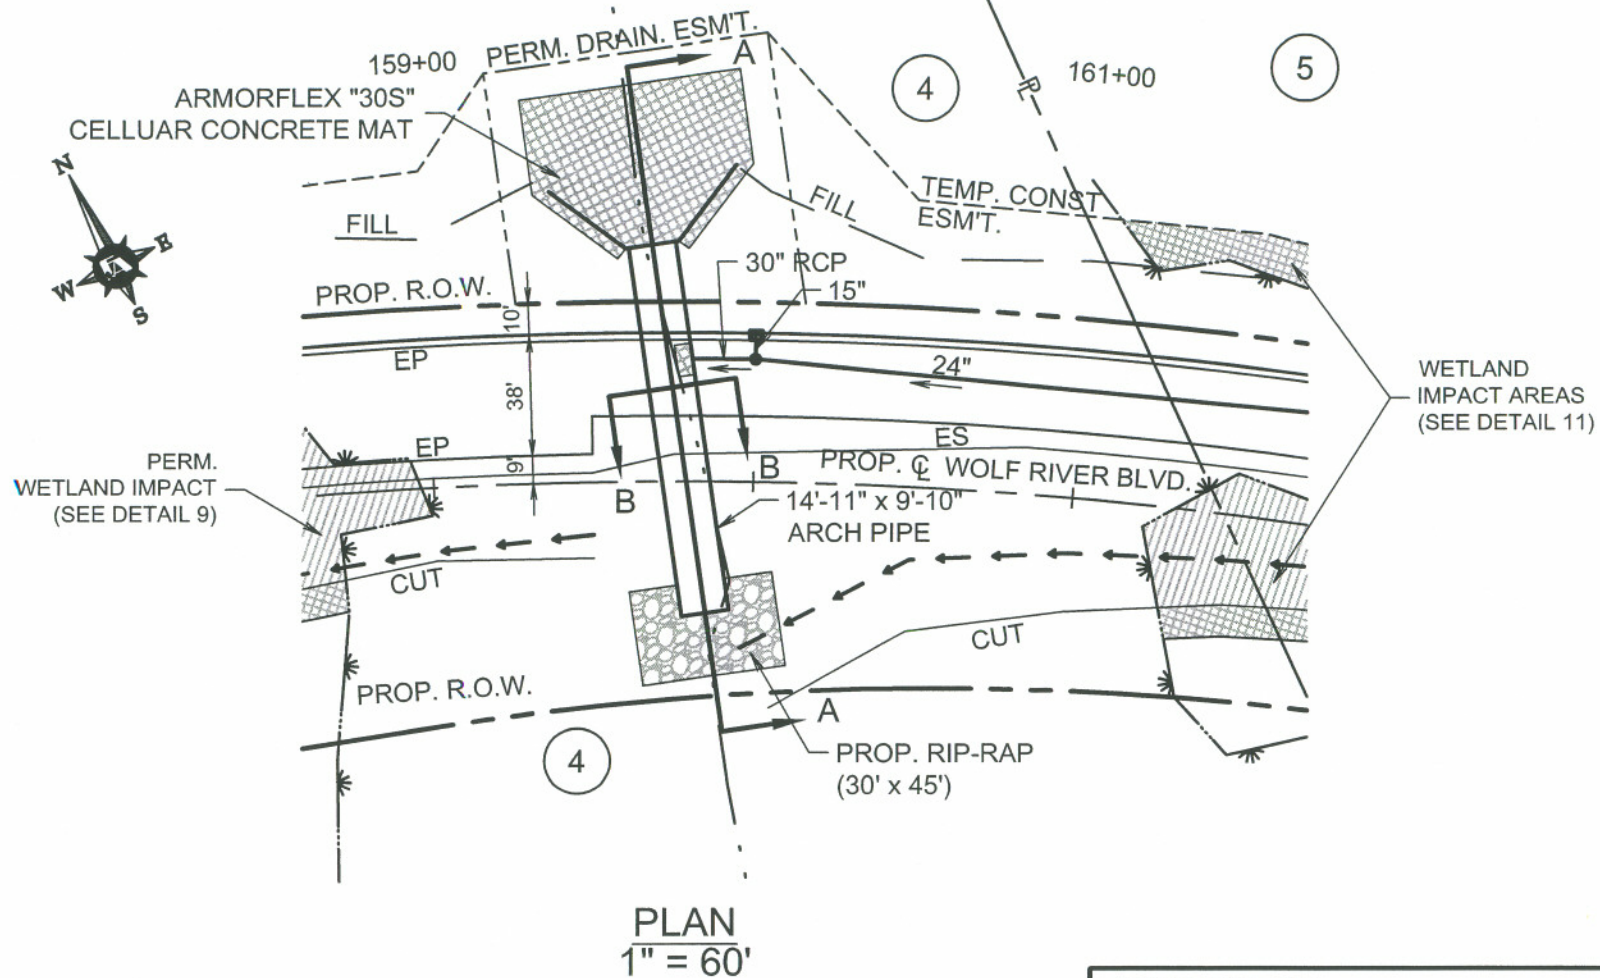 PERM. DRAIN. ESM'T.
A
159+00
4
161+00
5
PL
ARMORFLEX "30S"
CELLUAR CONCRETE MAT
N
E
W
S
FILL
FILL
TEMP. CONST
ESM'T.
30" RCP
15"
PROP. R.O.W.
10'
EP
38'
24"
WETLAND
IMPACT AREAS
(SEE DETAIL 11)
EP
ES
9'
B
B
PERM.
WETLAND IMPACT
(SEE DETAIL 9)
PROP. ℄ WOLF RIVER BLVD.
14'-11" x 9'-10"
ARCH PIPE
CUT
CUT
PROP. R.O.W.
A
4
PROP. RIP-RAP
(30' x 45')
PLAN
1" = 60'